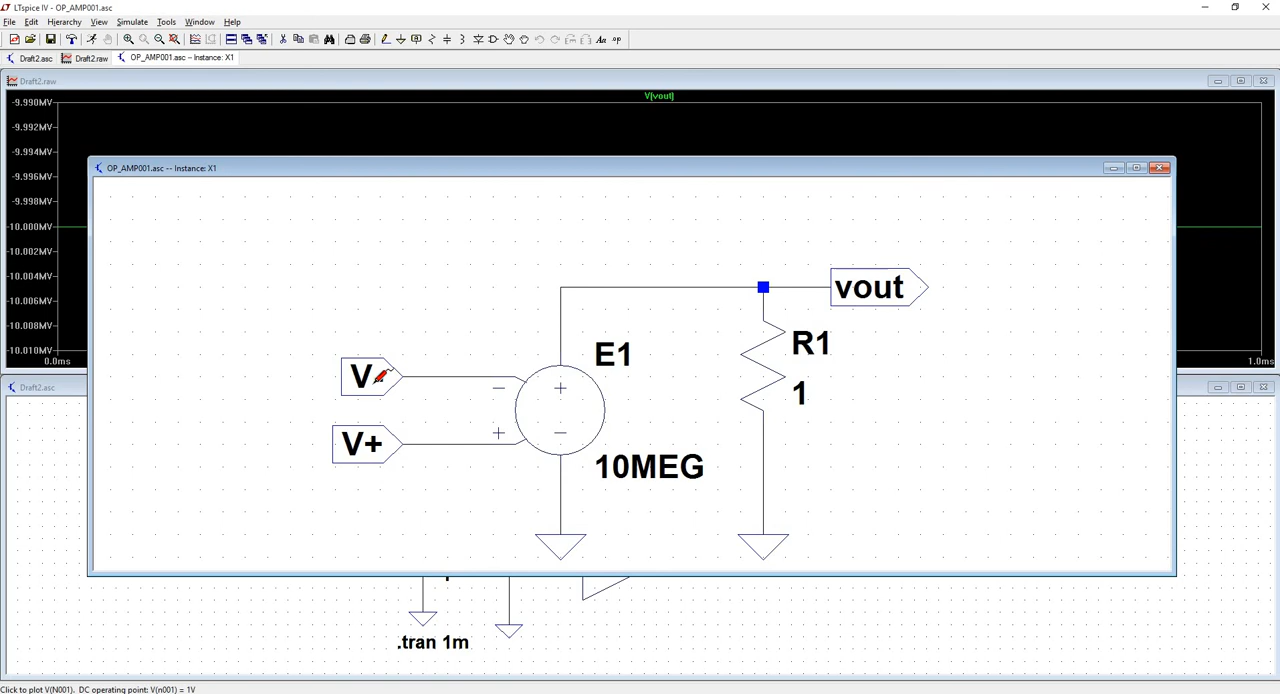 LTspice IV - OP_AMP001.asc
File Edit Hierarchy View Simulate Tools Window Help
Draft2.asc Draft2.raw OP_AMP001.asc -- Instance: X1
Draft2.raw
V[vout]
-9.990MV
-9.992MV
-9.994MV
-9.996MV
-9.998MV
-10.000MV
-10.002MV
-10.004MV
-10.006MV
-10.008MV
-10.010MV
0.0ms 1.0ms
OP_AMP001.asc -- Instance: X1
vout
R1
E1
V
1
V+
10MEG
Draft2.asc
.tran 1m
Click to plot V(N001). DC operating point: V(n001) = 1V